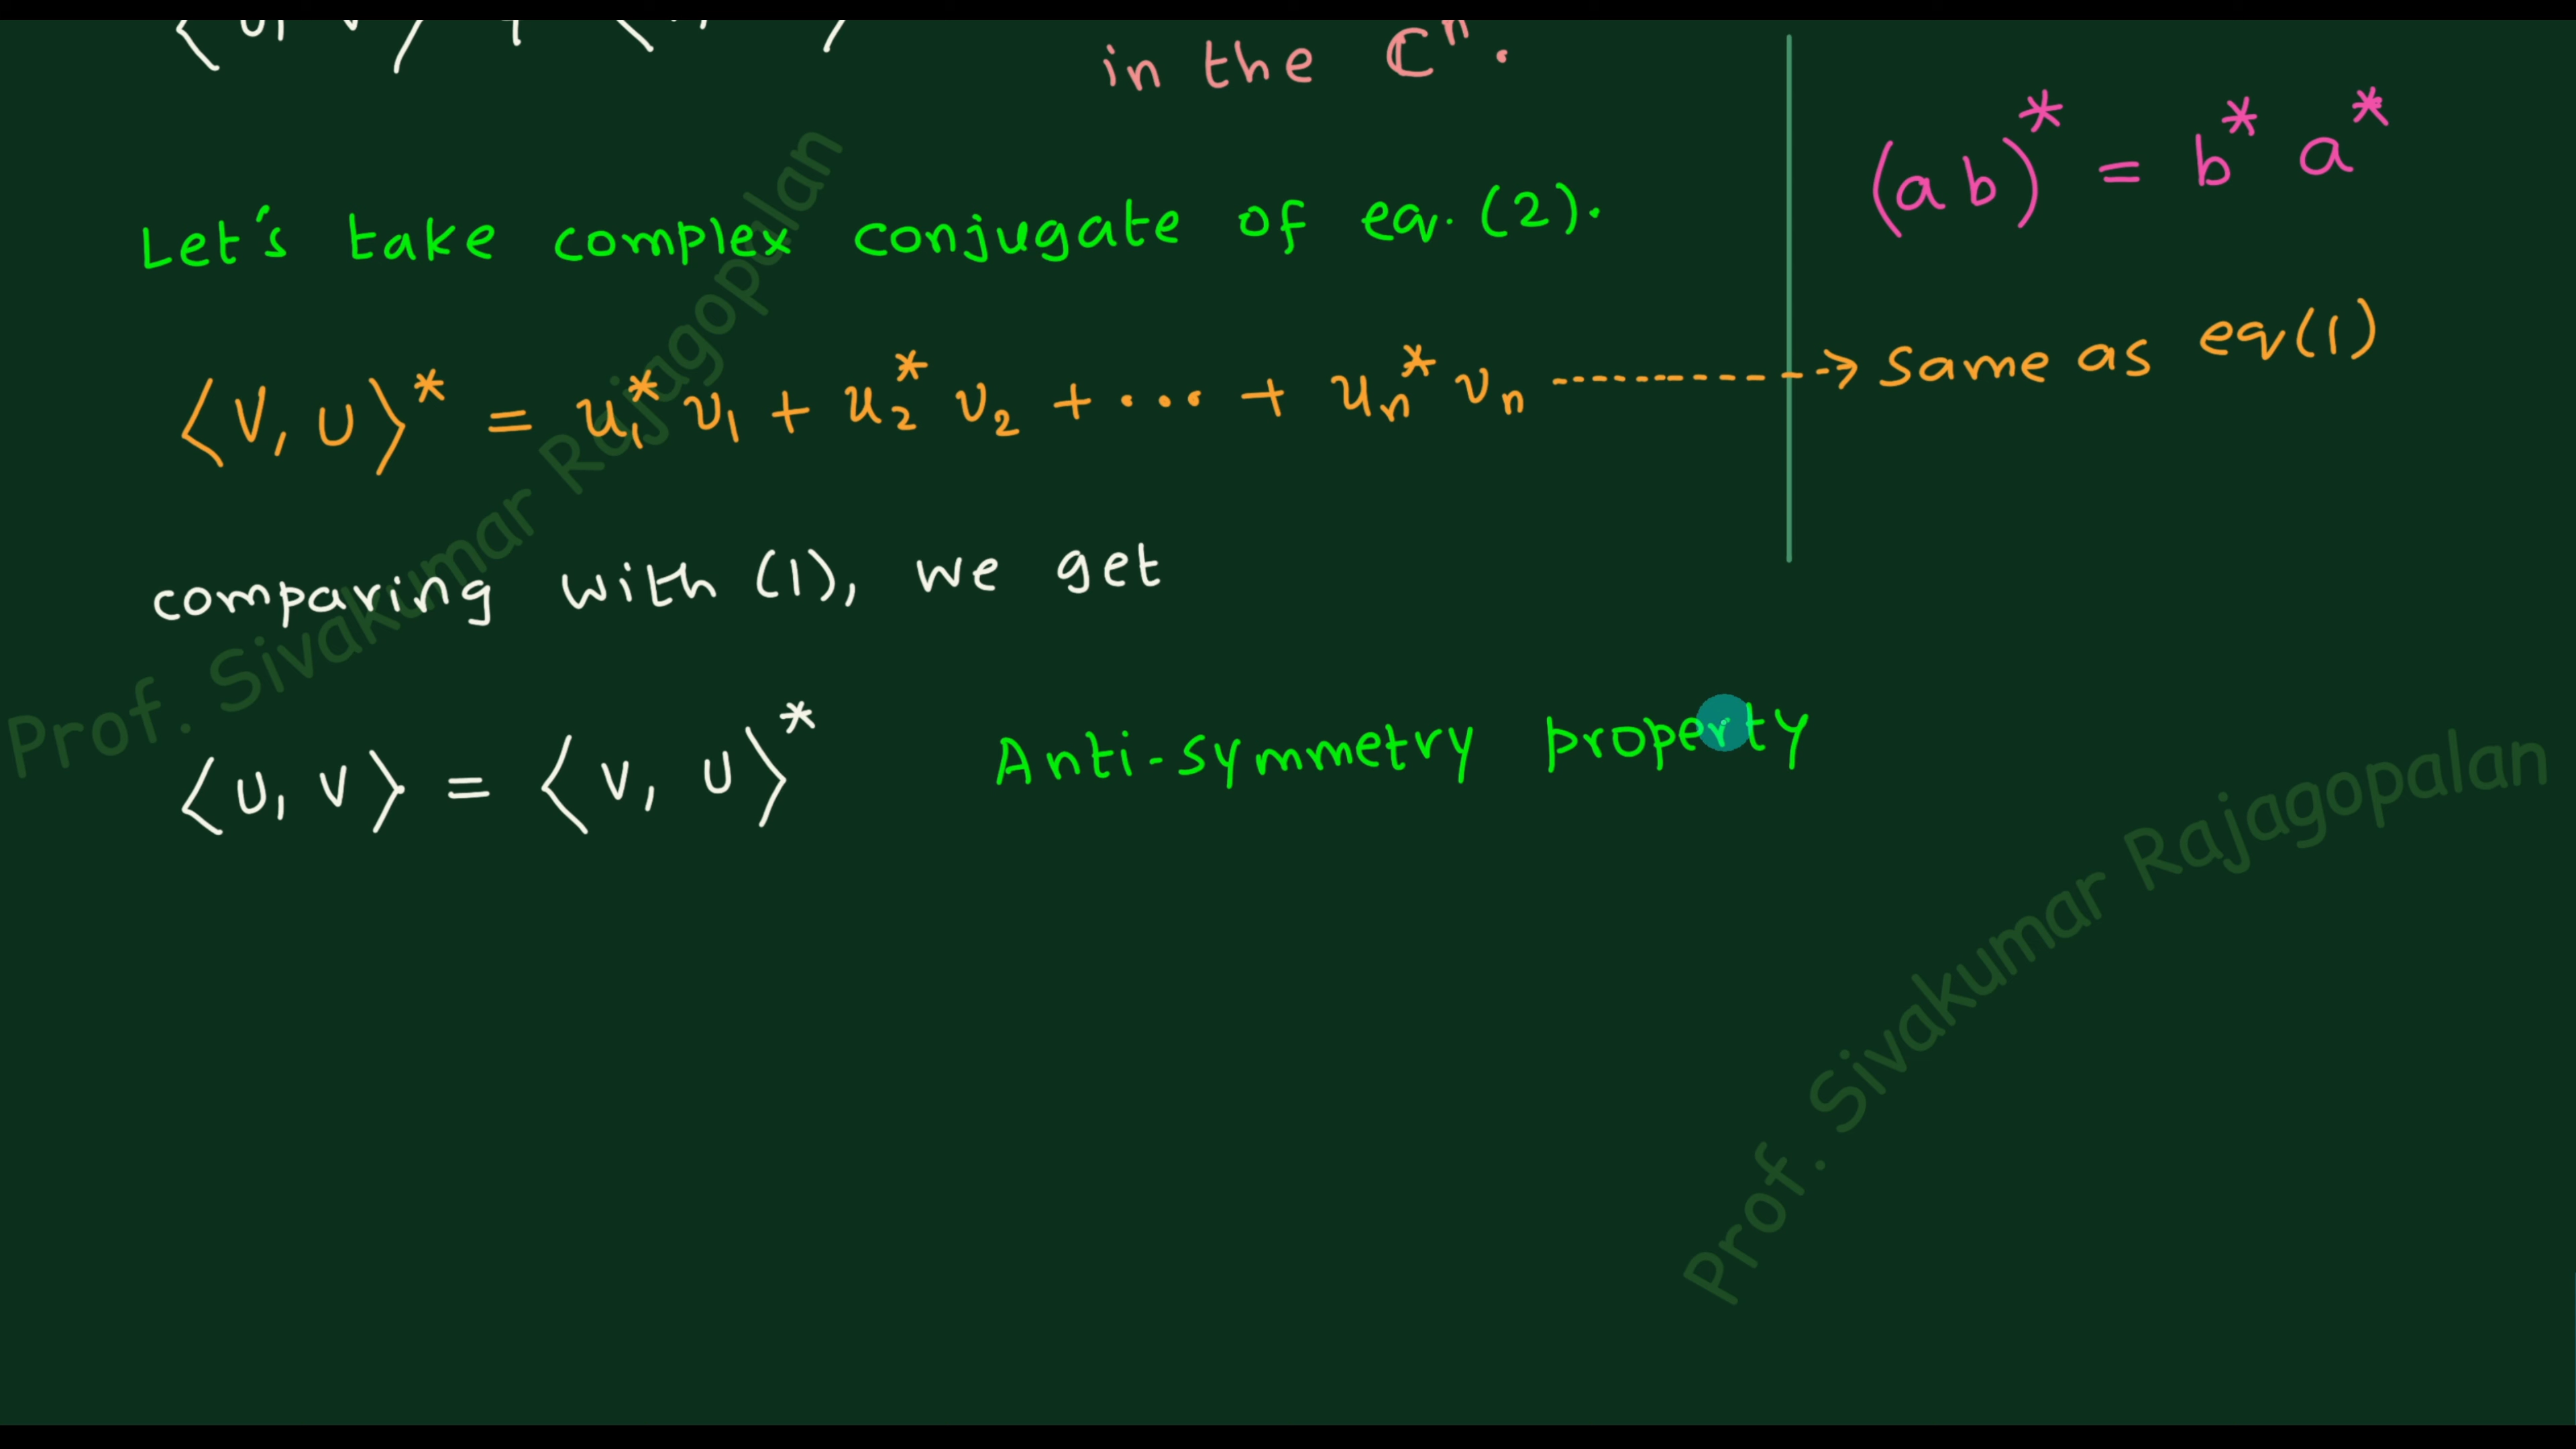 in the ℂⁿ.
(ab)* = b* a*
Let's take complex conjugate of eq. (2).
⟨V, U⟩* = u₁* v₁ + u₂* v₂ + ... + uₙ* vₙ -----------→ same as eq(1)
comparing with (1), we get
⟨U, V⟩ = ⟨V, U⟩* Anti-symmetry property
Prof. Sivakumar Rajagopalan
Prof. Sivakumar Rajagopalan